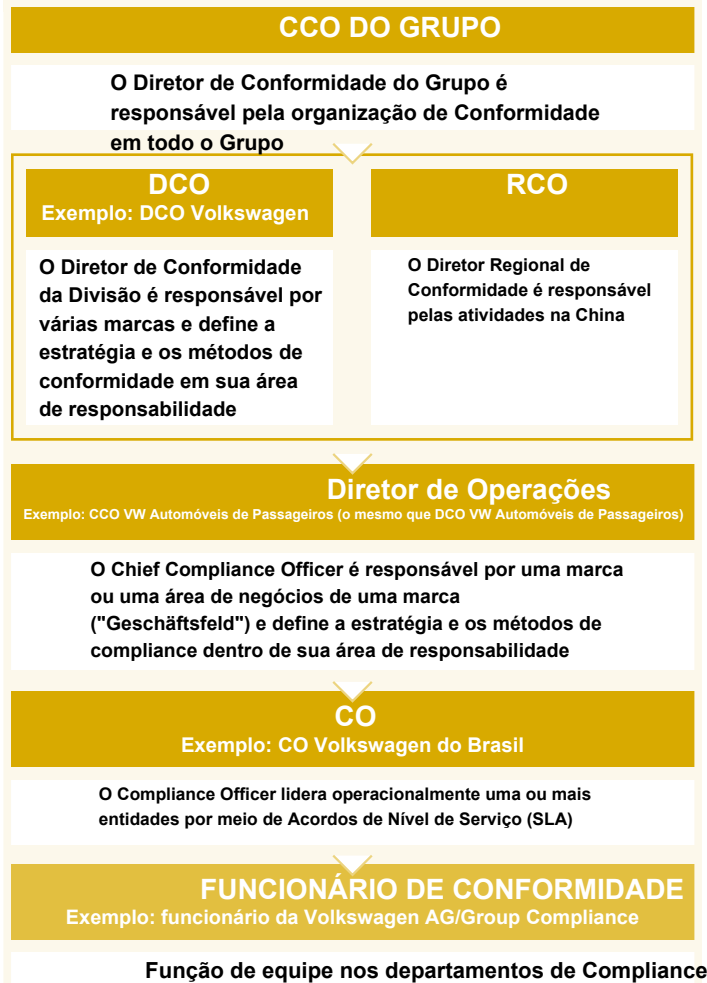 CCO DO GRUPO
O Diretor de Conformidade do Grupo é
responsável pela organização de Conformidade
em todo o Grupo
DCO
Exemplo: DCO Volkswagen
O Diretor de Conformidade
da Divisão é responsável por
várias marcas e define a
estratégia e os métodos de
conformidade em sua área
de responsabilidade
RCO
O Diretor Regional de
Conformidade é responsável
pelas atividades na China
Diretor de Operações
Exemplo: CCO VW Automóveis de Passageiros (o mesmo que DCO VW Automóveis de Passageiros)
O Chief Compliance Officer é responsável por uma marca
ou uma área de negócios de uma marca
("Geschäftsfeld") e define a estratégia e os métodos de
compliance dentro de sua área de responsabilidade
CO
Exemplo: CO Volkswagen do Brasil
O Compliance Officer lidera operacionalmente uma ou mais
entidades por meio de Acordos de Nível de Serviço (SLA)
FUNCIONÁRIO DE CONFORMIDADE
Exemplo: funcionário da Volkswagen AG/Group Compliance
Função de equipe nos departamentos de Compliance